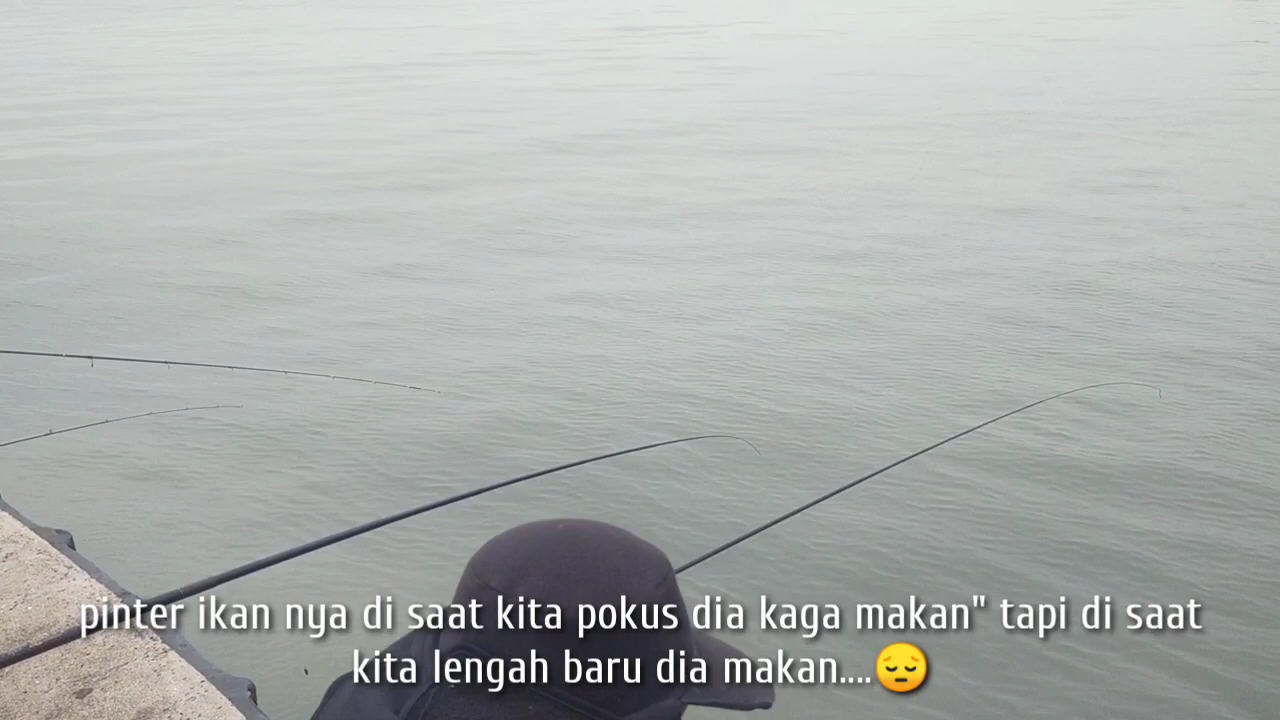 pinter ikan nya di saat kita pokus dia kaga makan" tapi di saat
kita lengah baru dia makan....😔